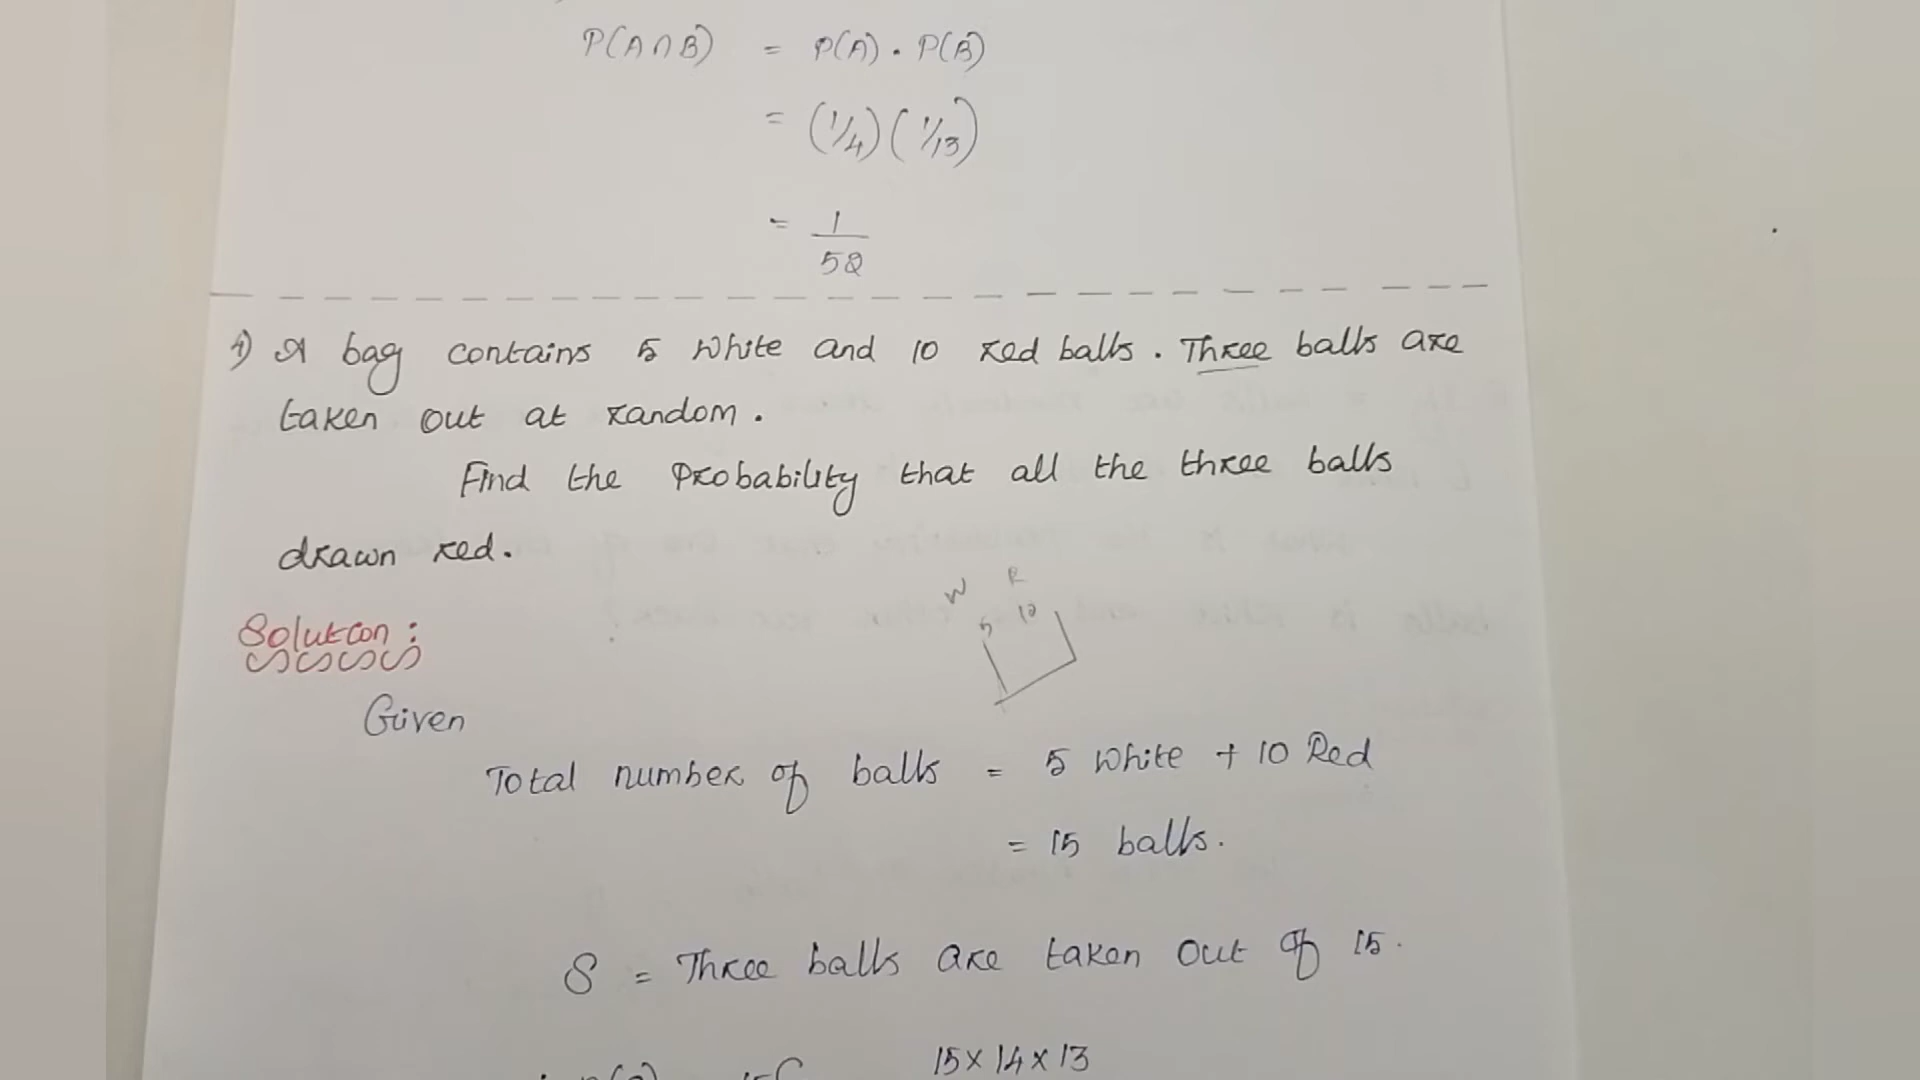 P(A∩B) = P(A) . P(B)
= (1/4) (1/13)
= 1/52
4) A bag contains 5 white and 10 red balls. Three balls are
taken out at random.
Find the Probability that all the three balls
drawn red.
W R
5 10
Solution:
Given
Total number of balls = 5 white + 10 Red
= 15 balls.
S = Three balls are taken out of 15.
15 x 14 x 13